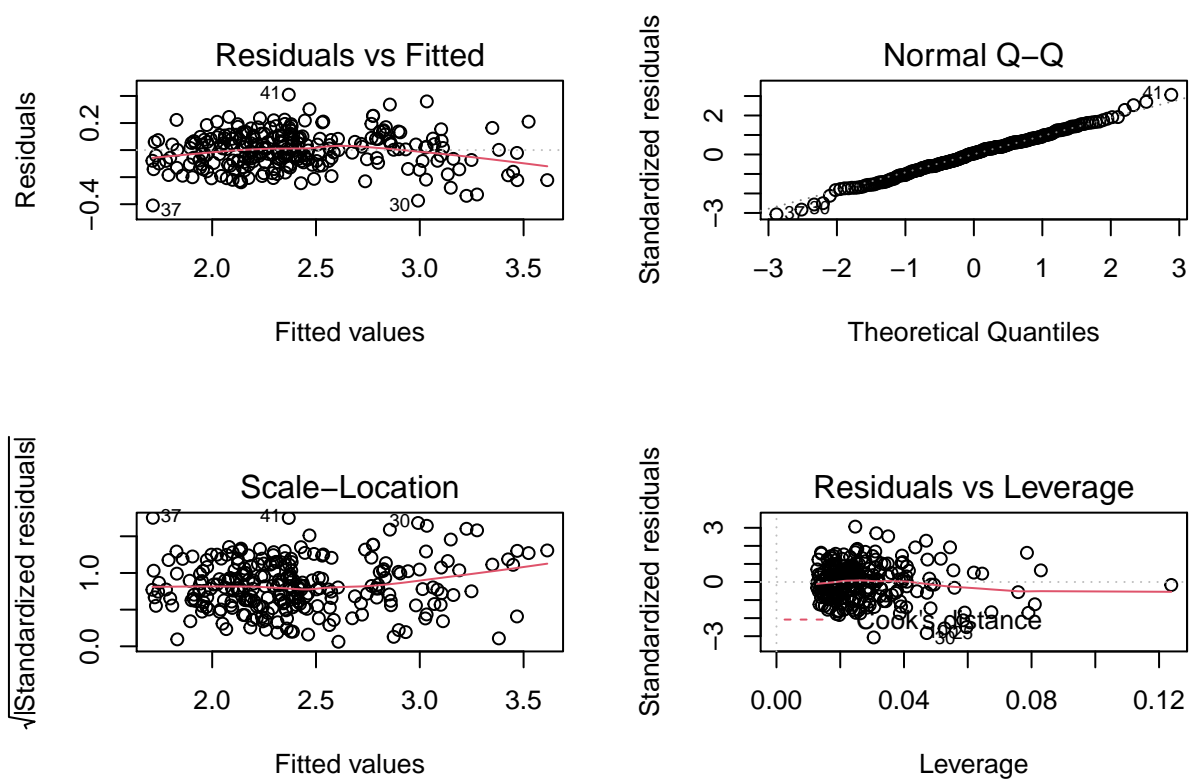 Residuals vs Fitted
Residuals
0.2
−0.4
41
37
30
2.0 2.5 3.0 3.5
Fitted values
Normal Q−Q
Standardized residuals
2
0
−3
41
37
30
−3 −2 −1 0 1 2 3
Theoretical Quantiles
Scale−Location
√|Standardized residuals|
1.0
0.0
37
41
30
2.0 2.5 3.0 3.5
Fitted values
Residuals vs Leverage
Standardized residuals
3
0
−3
Cook's distance
30
0.00 0.04 0.08 0.12
Leverage